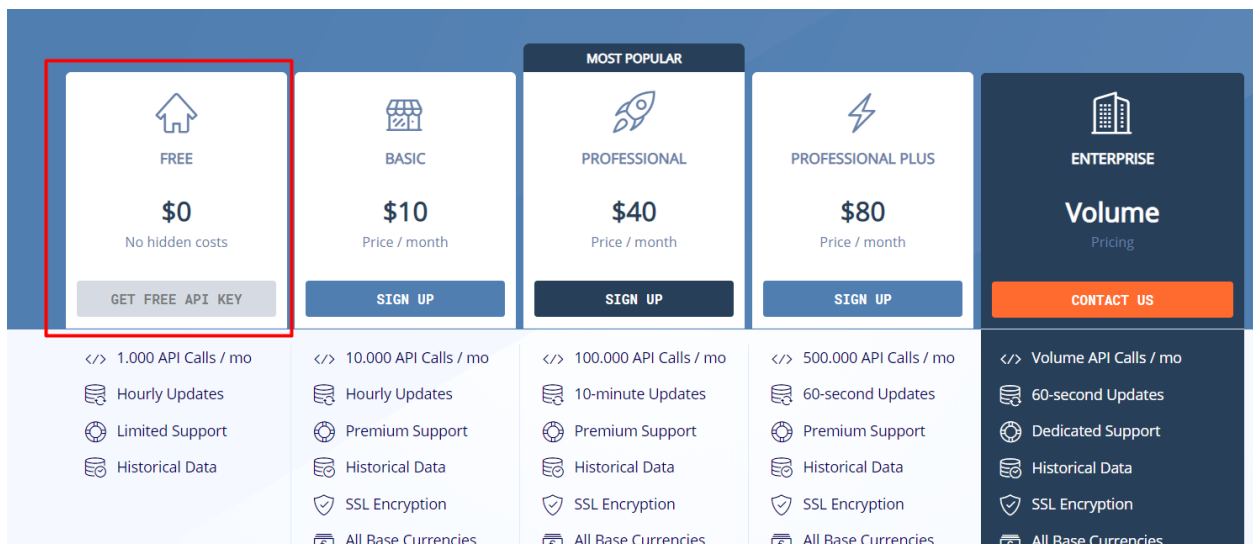 MOST POPULAR
FREE
$0
No hidden costs
GET FREE API KEY
1.000 API Calls / mo
Hourly Updates
Limited Support
Historical Data
BASIC
$10
Price / month
SIGN UP
10.000 API Calls / mo
Hourly Updates
Premium Support
Historical Data
SSL Encryption
All Base Currencies
PROFESSIONAL
$40
Price / month
SIGN UP
100.000 API Calls / mo
10-minute Updates
Premium Support
Historical Data
SSL Encryption
All Base Currencies
PROFESSIONAL PLUS
$80
Price / month
SIGN UP
500.000 API Calls / mo
60-second Updates
Premium Support
Historical Data
SSL Encryption
All Base Currencies
ENTERPRISE
Volume
Pricing
CONTACT US
Volume API Calls / mo
60-second Updates
Dedicated Support
Historical Data
SSL Encryption
All Base Currencies